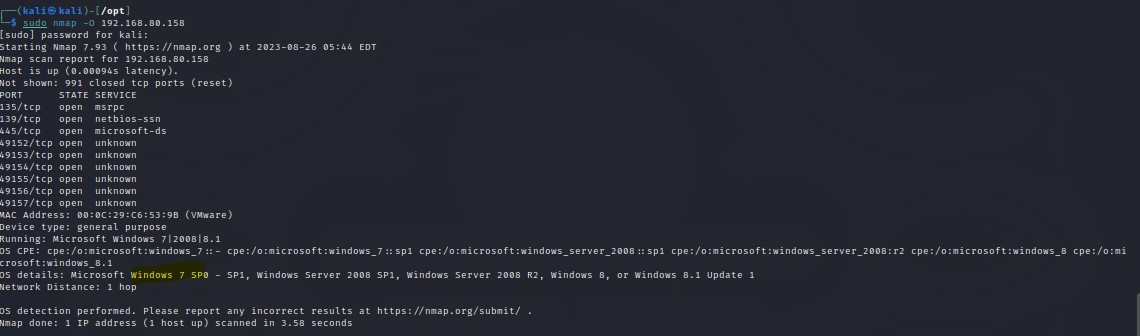 ┌──(kali㉿kali)-[/opt]
└─$ sudo nmap -O 192.168.80.158
[sudo] password for kali:
Starting Nmap 7.93 ( https://nmap.org ) at 2023-08-26 05:44 EDT
Nmap scan report for 192.168.80.158
Host is up (0.00094s latency).
Not shown: 991 closed tcp ports (reset)
PORT      STATE SERVICE
135/tcp   open  msrpc
139/tcp   open  netbios-ssn
445/tcp   open  microsoft-ds
49152/tcp open  unknown
49153/tcp open  unknown
49154/tcp open  unknown
49155/tcp open  unknown
49156/tcp open  unknown
49157/tcp open  unknown
MAC Address: 00:0C:29:C6:53:9B (VMware)
Device type: general purpose
Running: Microsoft Windows 7|2008|8.1
OS CPE: cpe:/o:microsoft:windows_7::- cpe:/o:microsoft:windows_7::sp1 cpe:/o:microsoft:windows_server_2008::sp1 cpe:/o:microsoft:windows_server_2008:r2 cpe:/o:microsoft:windows_8 cpe:/o:mi
crosoft:windows_8.1
OS details: Microsoft Windows 7 SP0 - SP1, Windows Server 2008 SP1, Windows Server 2008 R2, Windows 8, or Windows 8.1 Update 1
Network Distance: 1 hop
OS detection performed. Please report any incorrect results at https://nmap.org/submit/ .
Nmap done: 1 IP address (1 host up) scanned in 3.58 seconds